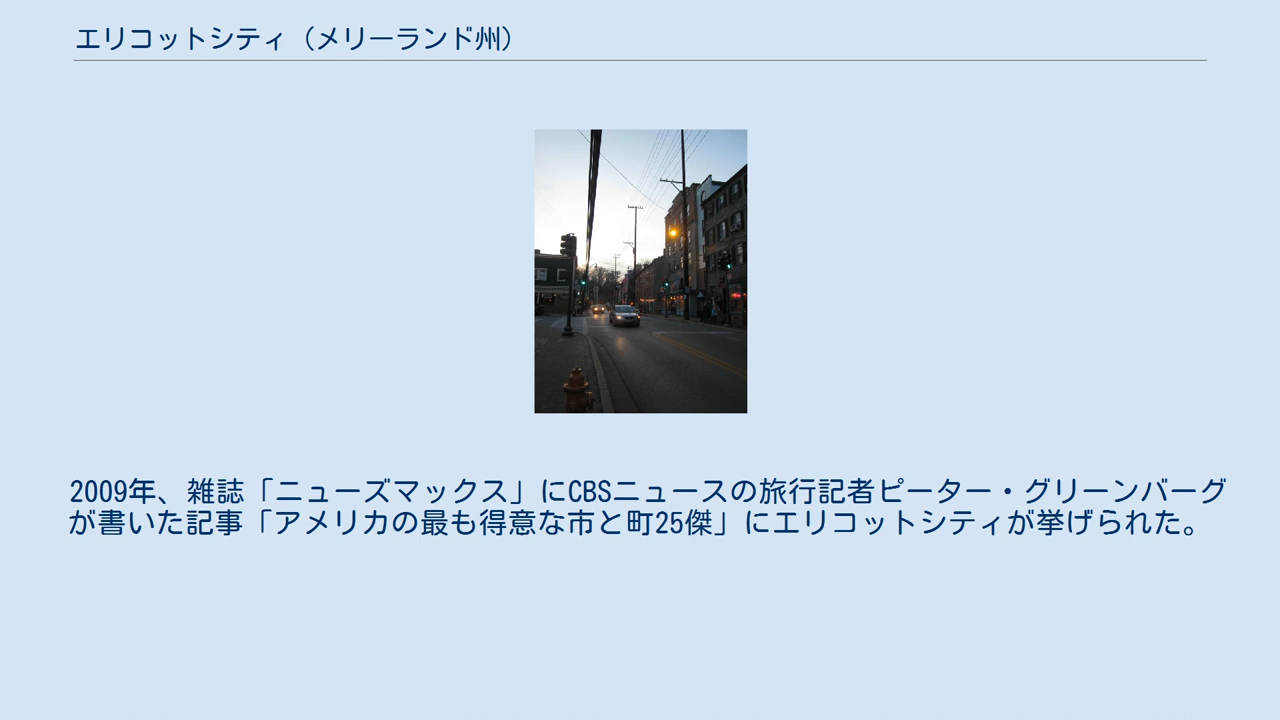 エリコットシティ（メリーランド州）
2009年、雑誌「ニューズマックス」にCBSニュースの旅行記者ピーター・グリーンバーグ
が書いた記事「アメリカの最も得意な市と町25傑」にエリコットシティが挙げられた。